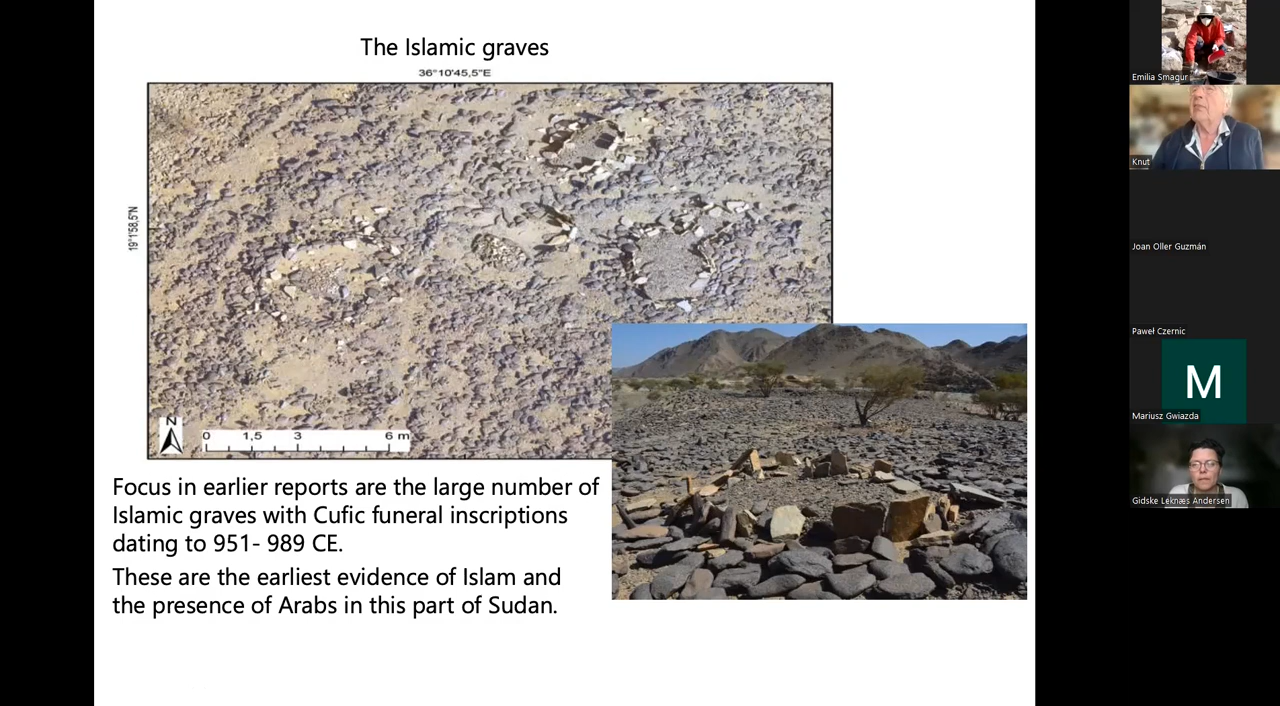 The Islamic graves
36°10'45,5"E
19°1'58,5"N
N
0 1,5 3 6 m
Focus in earlier reports are the large number of
Islamic graves with Cufic funeral inscriptions
dating to 951- 989 CE.
These are the earliest evidence of Islam and
the presence of Arabs in this part of Sudan.
Emilia Smagur
Knut
Joan Oller Guzmán
Paweł Czernic
M
Mariusz Gwiazda
Gidske Leknæs Andersen